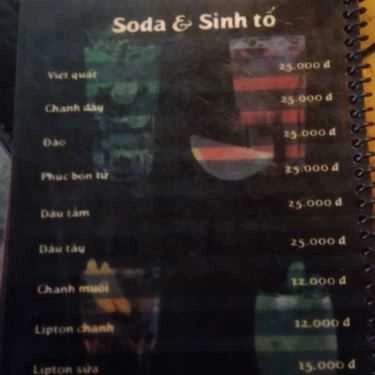 Soda & Sinh tố
Việt quất 25.000 đ
Chanh dây 25.000 đ
Đào 25.000 đ
Phúc bồn tử 25.000 đ
Dâu tằm 25.000 đ
Dâu tây 25.000 đ
Chanh muối 12.000 đ
Lipton chanh 12.000 đ
Lipton sữa 15.000 đ